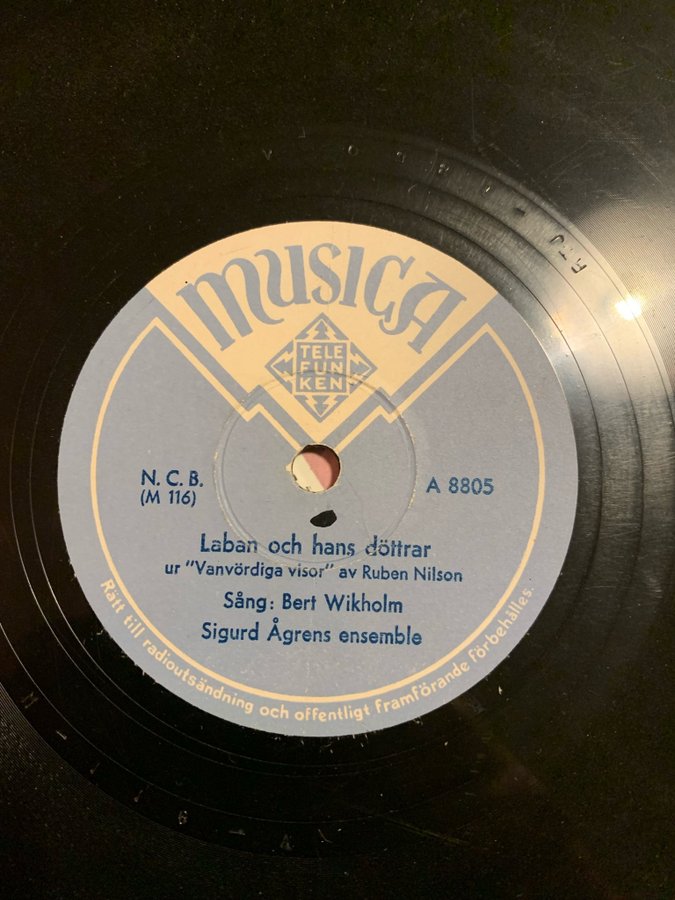 MUSICA
TELE
FUN
KEN
N. C. B.
(M 116)
A 8805
Laban och hans döttrar
ur "Vanvördiga visor" av Ruben Nilson
Sång: Bert Wikholm
Sigurd Ågrens ensemble
Rätt till radioutsändning och offentligt framförande förbehålles.